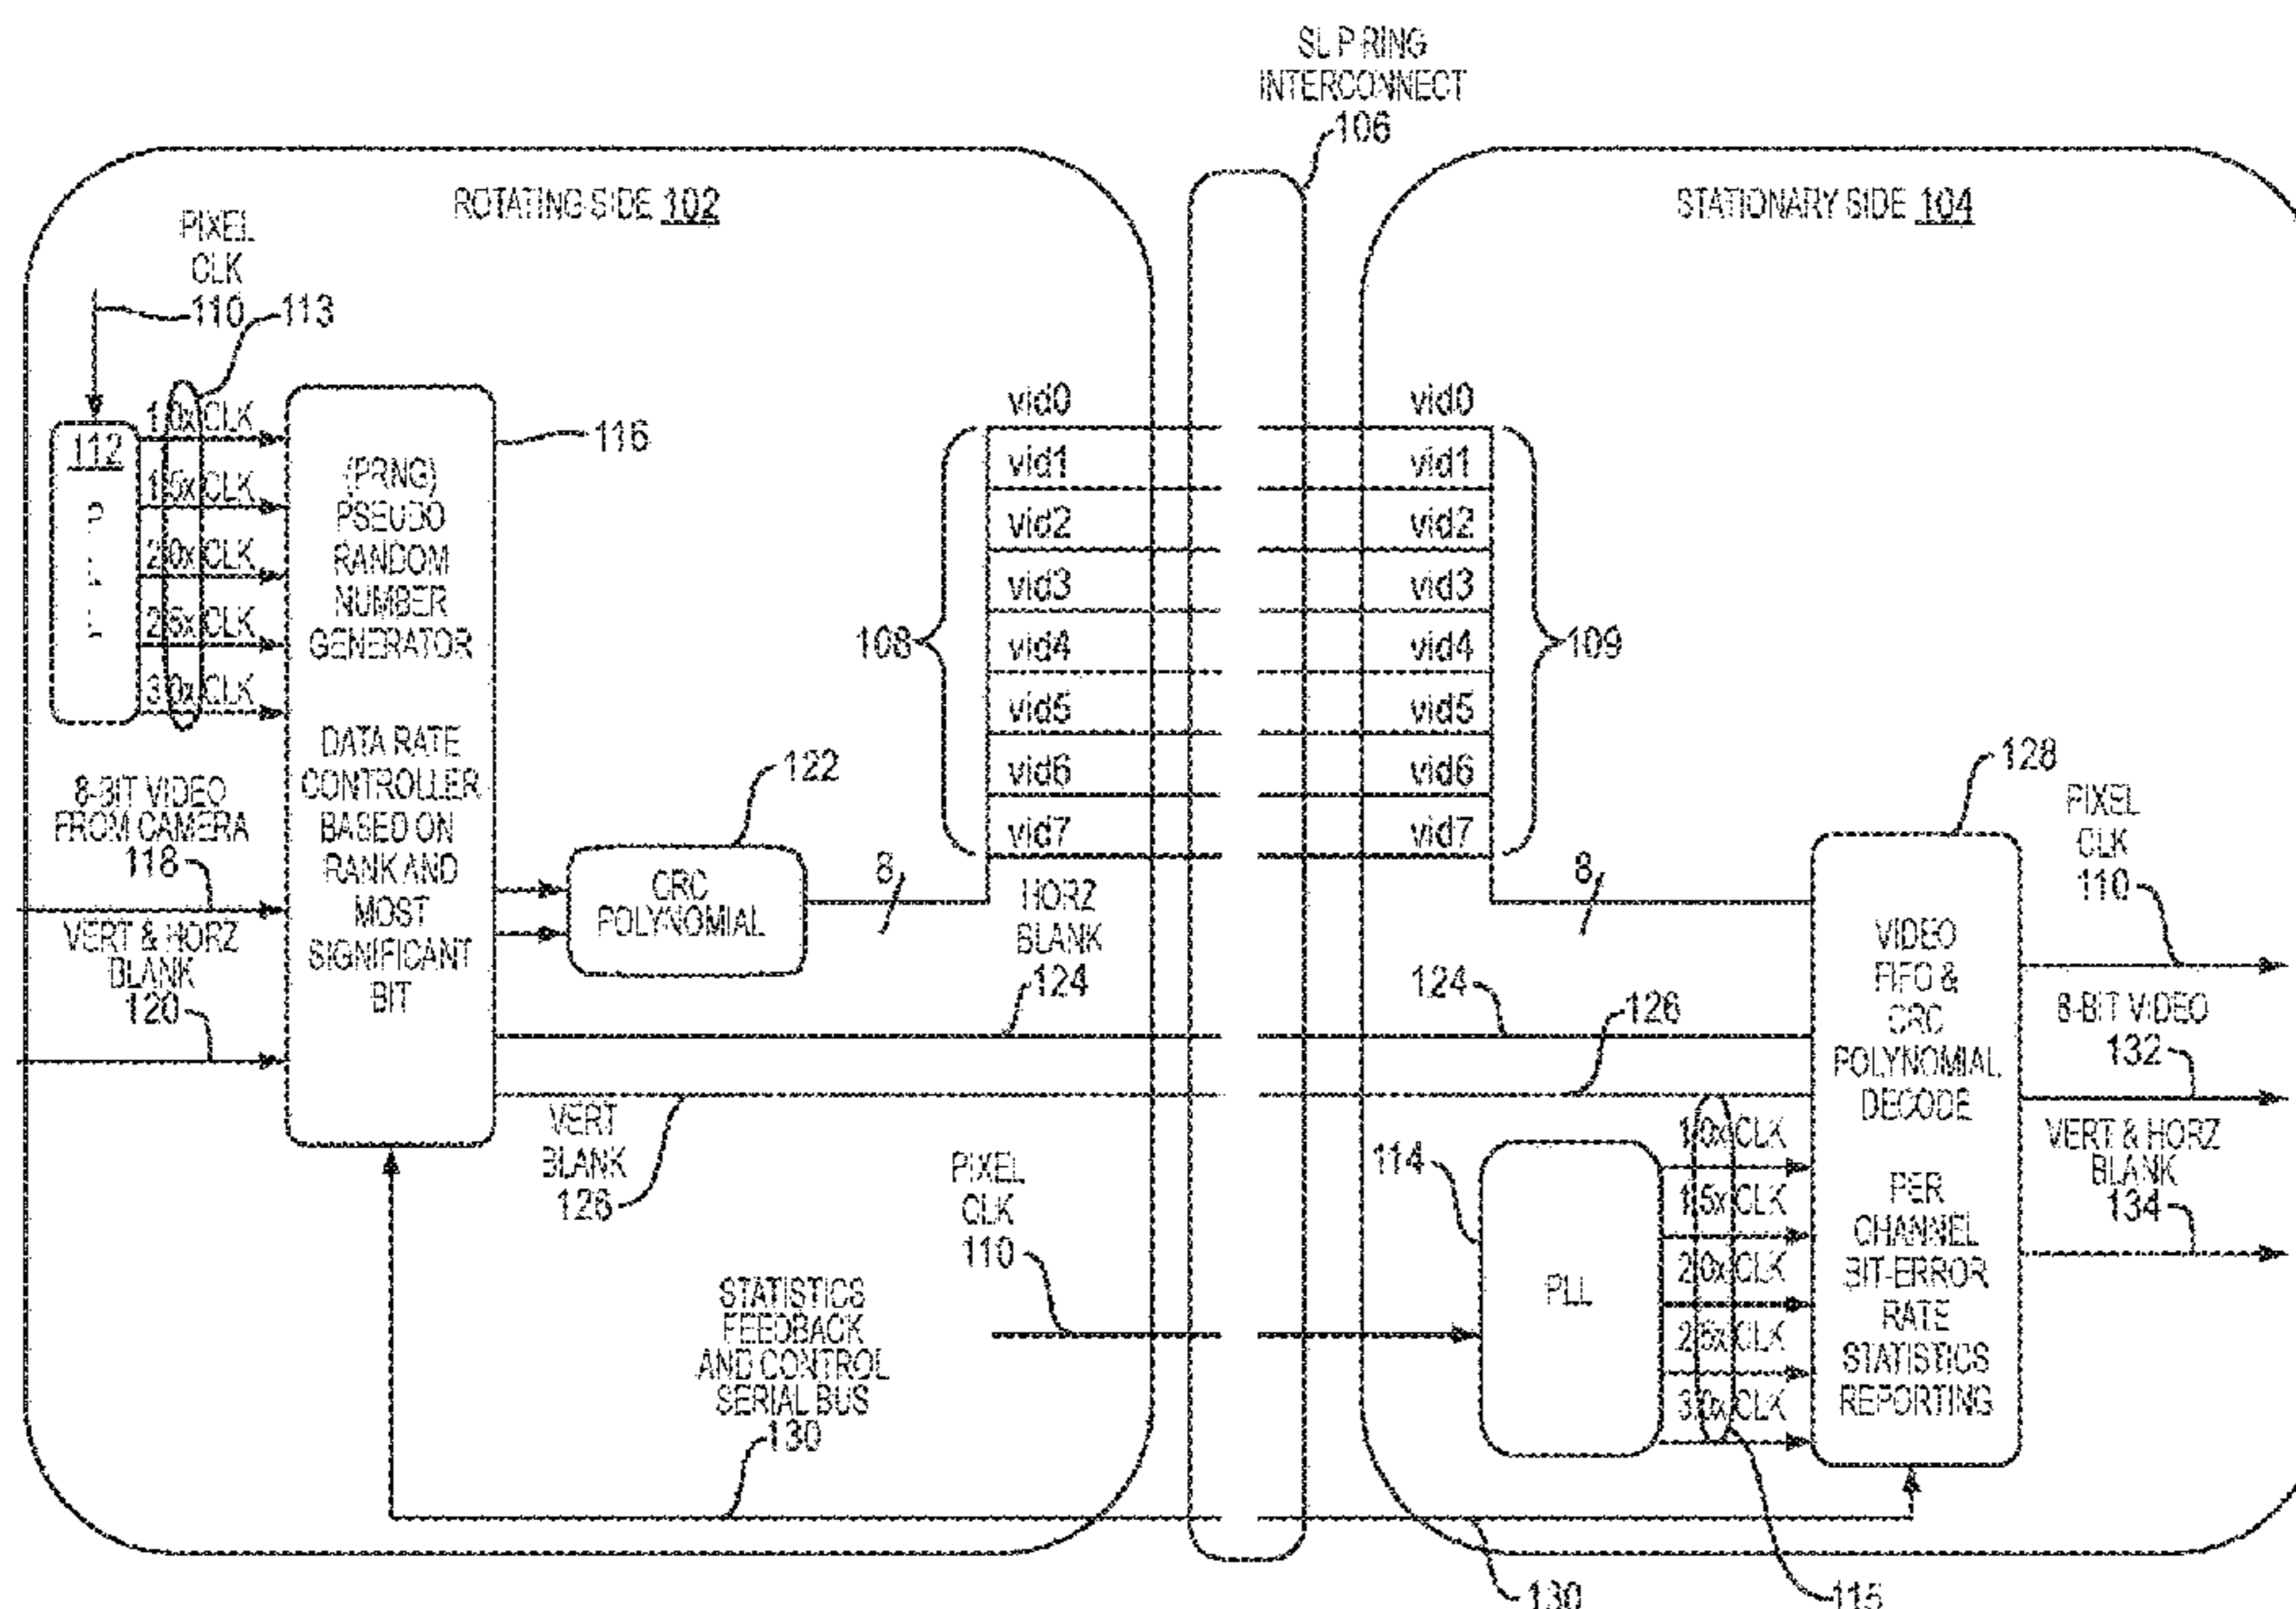 SLIP RING
INTERCONNECT
106
ROTATING SIDE 102
STATIONARY SIDE 104
PIXEL
CLK
110
113
112
P
L
L
1.0x CLK
1.5x CLK
2.0x CLK
2.5x CLK
3.0x CLK
116
(PRNG)
PSEUDO
RANDOM
NUMBER
GENERATOR
DATA RATE
CONTROLLER
BASED ON
RANK AND
MOST
SIGNIFICANT
BIT
8-BIT VIDEO
FROM CAMERA
118
VERT & HORZ
BLANK
120
122
CRC
POLYNOMIAL
8
108
vid0
vid1
vid2
vid3
vid4
vid5
vid6
vid7
HORZ
BLANK
124
VERT
BLANK
126
PIXEL
CLK
110
STATISTICS
FEEDBACK
AND CONTROL
SERIAL BUS
130
vid0
vid1
vid2
vid3
vid4
vid5
vid6
vid7
109
8
124
126
114
PLL
1.0x CLK
1.5x CLK
2.0x CLK
2.5x CLK
3.0x CLK
128
VIDEO
FIFO &
CRC
POLYNOMIAL
DECODE
PER
CHANNEL
BIT-ERROR
RATE
STATISTICS
REPORTING
PIXEL
CLK
110
8-BIT VIDEO
132
VERT & HORZ
BLANK
134
130
115